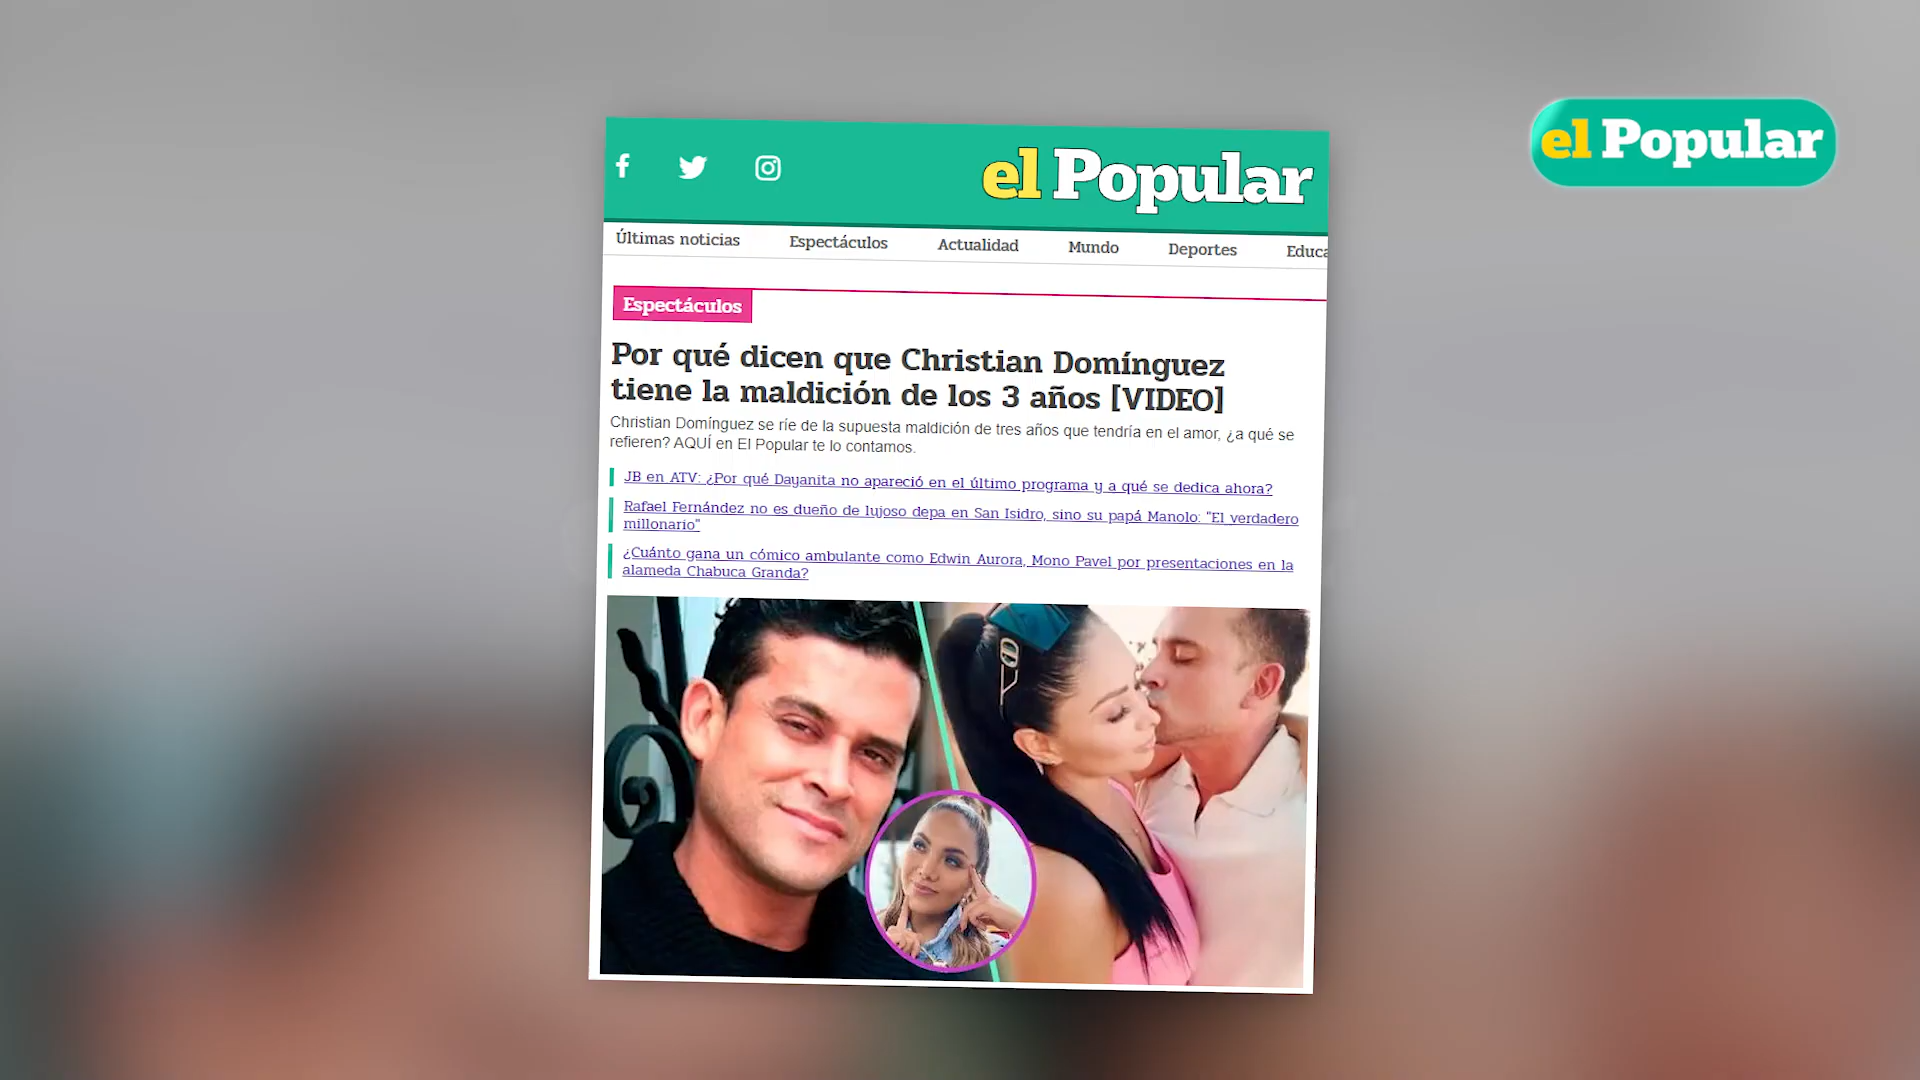 el Popular
el Popular
Últimas noticias Espectáculos Actualidad Mundo Deportes Educa
Espectáculos
Por qué dicen que Christian Domínguez
tiene la maldición de los 3 años [VIDEO]
Christian Domínguez se ríe de la supuesta maldición de tres años que tendría en el amor, ¿a qué se
refieren? AQUÍ en El Popular te lo contamos.
JB en ATV: ¿Por qué Dayanita no apareció en el último programa y a qué se dedica ahora?
Rafael Fernández no es dueño de lujoso depa en San Isidro, sino su papá Manolo: "El verdadero
millonario"
¿Cuánto gana un cómico ambulante como Edwin Aurora, Mono Pavel por presentaciones en la
alameda Chabuca Granda?